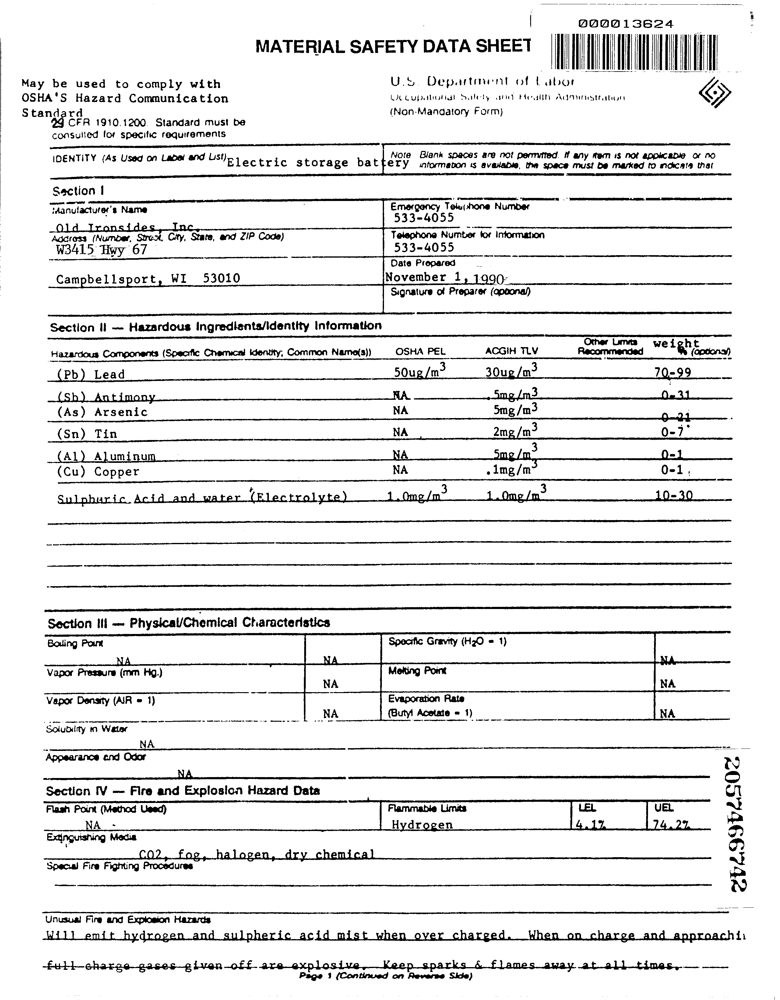 000013624
MATERIAL SAFETY DATA SHEET
May be used to comply with
OSHA'S Hazard Communication
Standard
29 CFR 1910.1200. Standard must be
consulted for specific requirements
U.S. Department of Labor
Occupational Safety and Health Administration
(Non-Mandatory Form)
IDENTITY (As Used on Label and List) Electric storage battery
Note Blank spaces are not permitted. If any item is not applicable or no
information is available, the space must be marked to indicate that
Section I
Manufacturer's Name
Old Ironsides, Inc.
Emergency Telephone Number
533-4055
Address (Number, Street, City, State, and ZIP Code)
W3415 Hwy 67
Telephone Number for Information
533-4055
Campbellsport, WI 53010
Date Prepared
November 1, 1990
Signature of Preparer (optional)
Section II — Hazardous Ingredients/Identity Information
Hazardous Components (Specific Chemical Identity; Common Name(s)) OSHA PEL ACGIH TLV Other Limits Recommended weight % (optional)
(Pb) Lead 50ug/m3 30ug/m3 70-99
(Sb) Antimony NA .5mg/m3 0-31
(As) Arsenic NA 5mg/m3 0-21
(Sn) Tin NA 2mg/m3 0-7
(Al) Aluminum NA 5mg/m3 0-1
(Cu) Copper NA .1mg/m3 0-1
Sulphuric Acid and water (Electrolyte) 1.0mg/m3 1.0mg/m3 10-30
Section III — Physical/Chemical Characteristics
Boiling Point NA NA Specific Gravity (H2O = 1) NA
Vapor Pressure (mm Hg.) NA Melting Point NA
Vapor Density (AIR = 1) NA Evaporation Rate
(Butyl Acetate = 1) NA
Solubility in Water
NA
Appearance and Odor
NA
Section IV — Fire and Explosion Hazard Data
Flash Point (Method Used) Flammable Limits LEL UEL
NA - Hydrogen 4.1% 74.2%
Extinguishing Media
CO2, fog, halogen, dry chemical
Special Fire Fighting Procedures
Unusual Fire and Explosion Hazards
Will emit hydrogen and sulpheric acid mist when over charged. When on charge and approachi
full charge gases given off are explosive. Keep sparks & flames away at all times.
Page 1 (Continued on Reverse Side)
2057466742